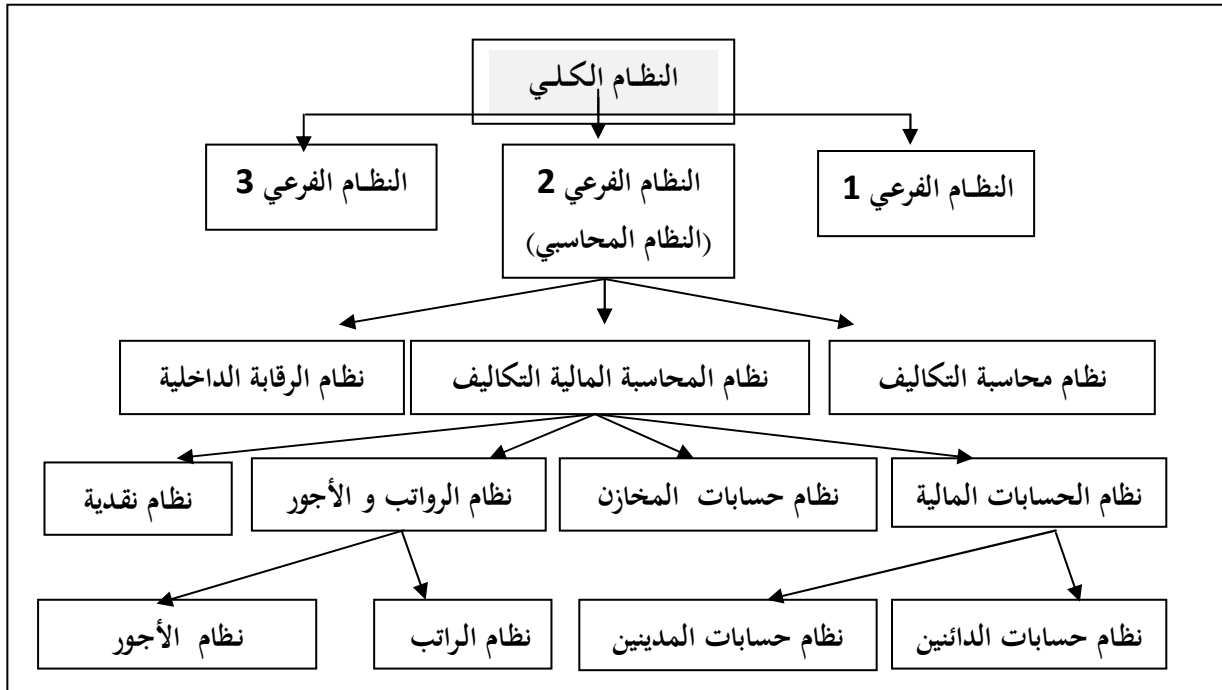 النظام الكلي
النظام الفرعي 1
النظام الفرعي 2
(النظام المحاسبي)
النظام الفرعي 3
نظام محاسبة التكاليف
نظام المحاسبة المالية التكاليف
نظام الرقابة الداخلية
نظام الحسابات المالية
نظام حسابات المخازن
نظام الرواتب و الأجور
نظام نقدية
نظام حسابات الدائنين
نظام حسابات المدينين
نظام الراتب
نظام الأجور